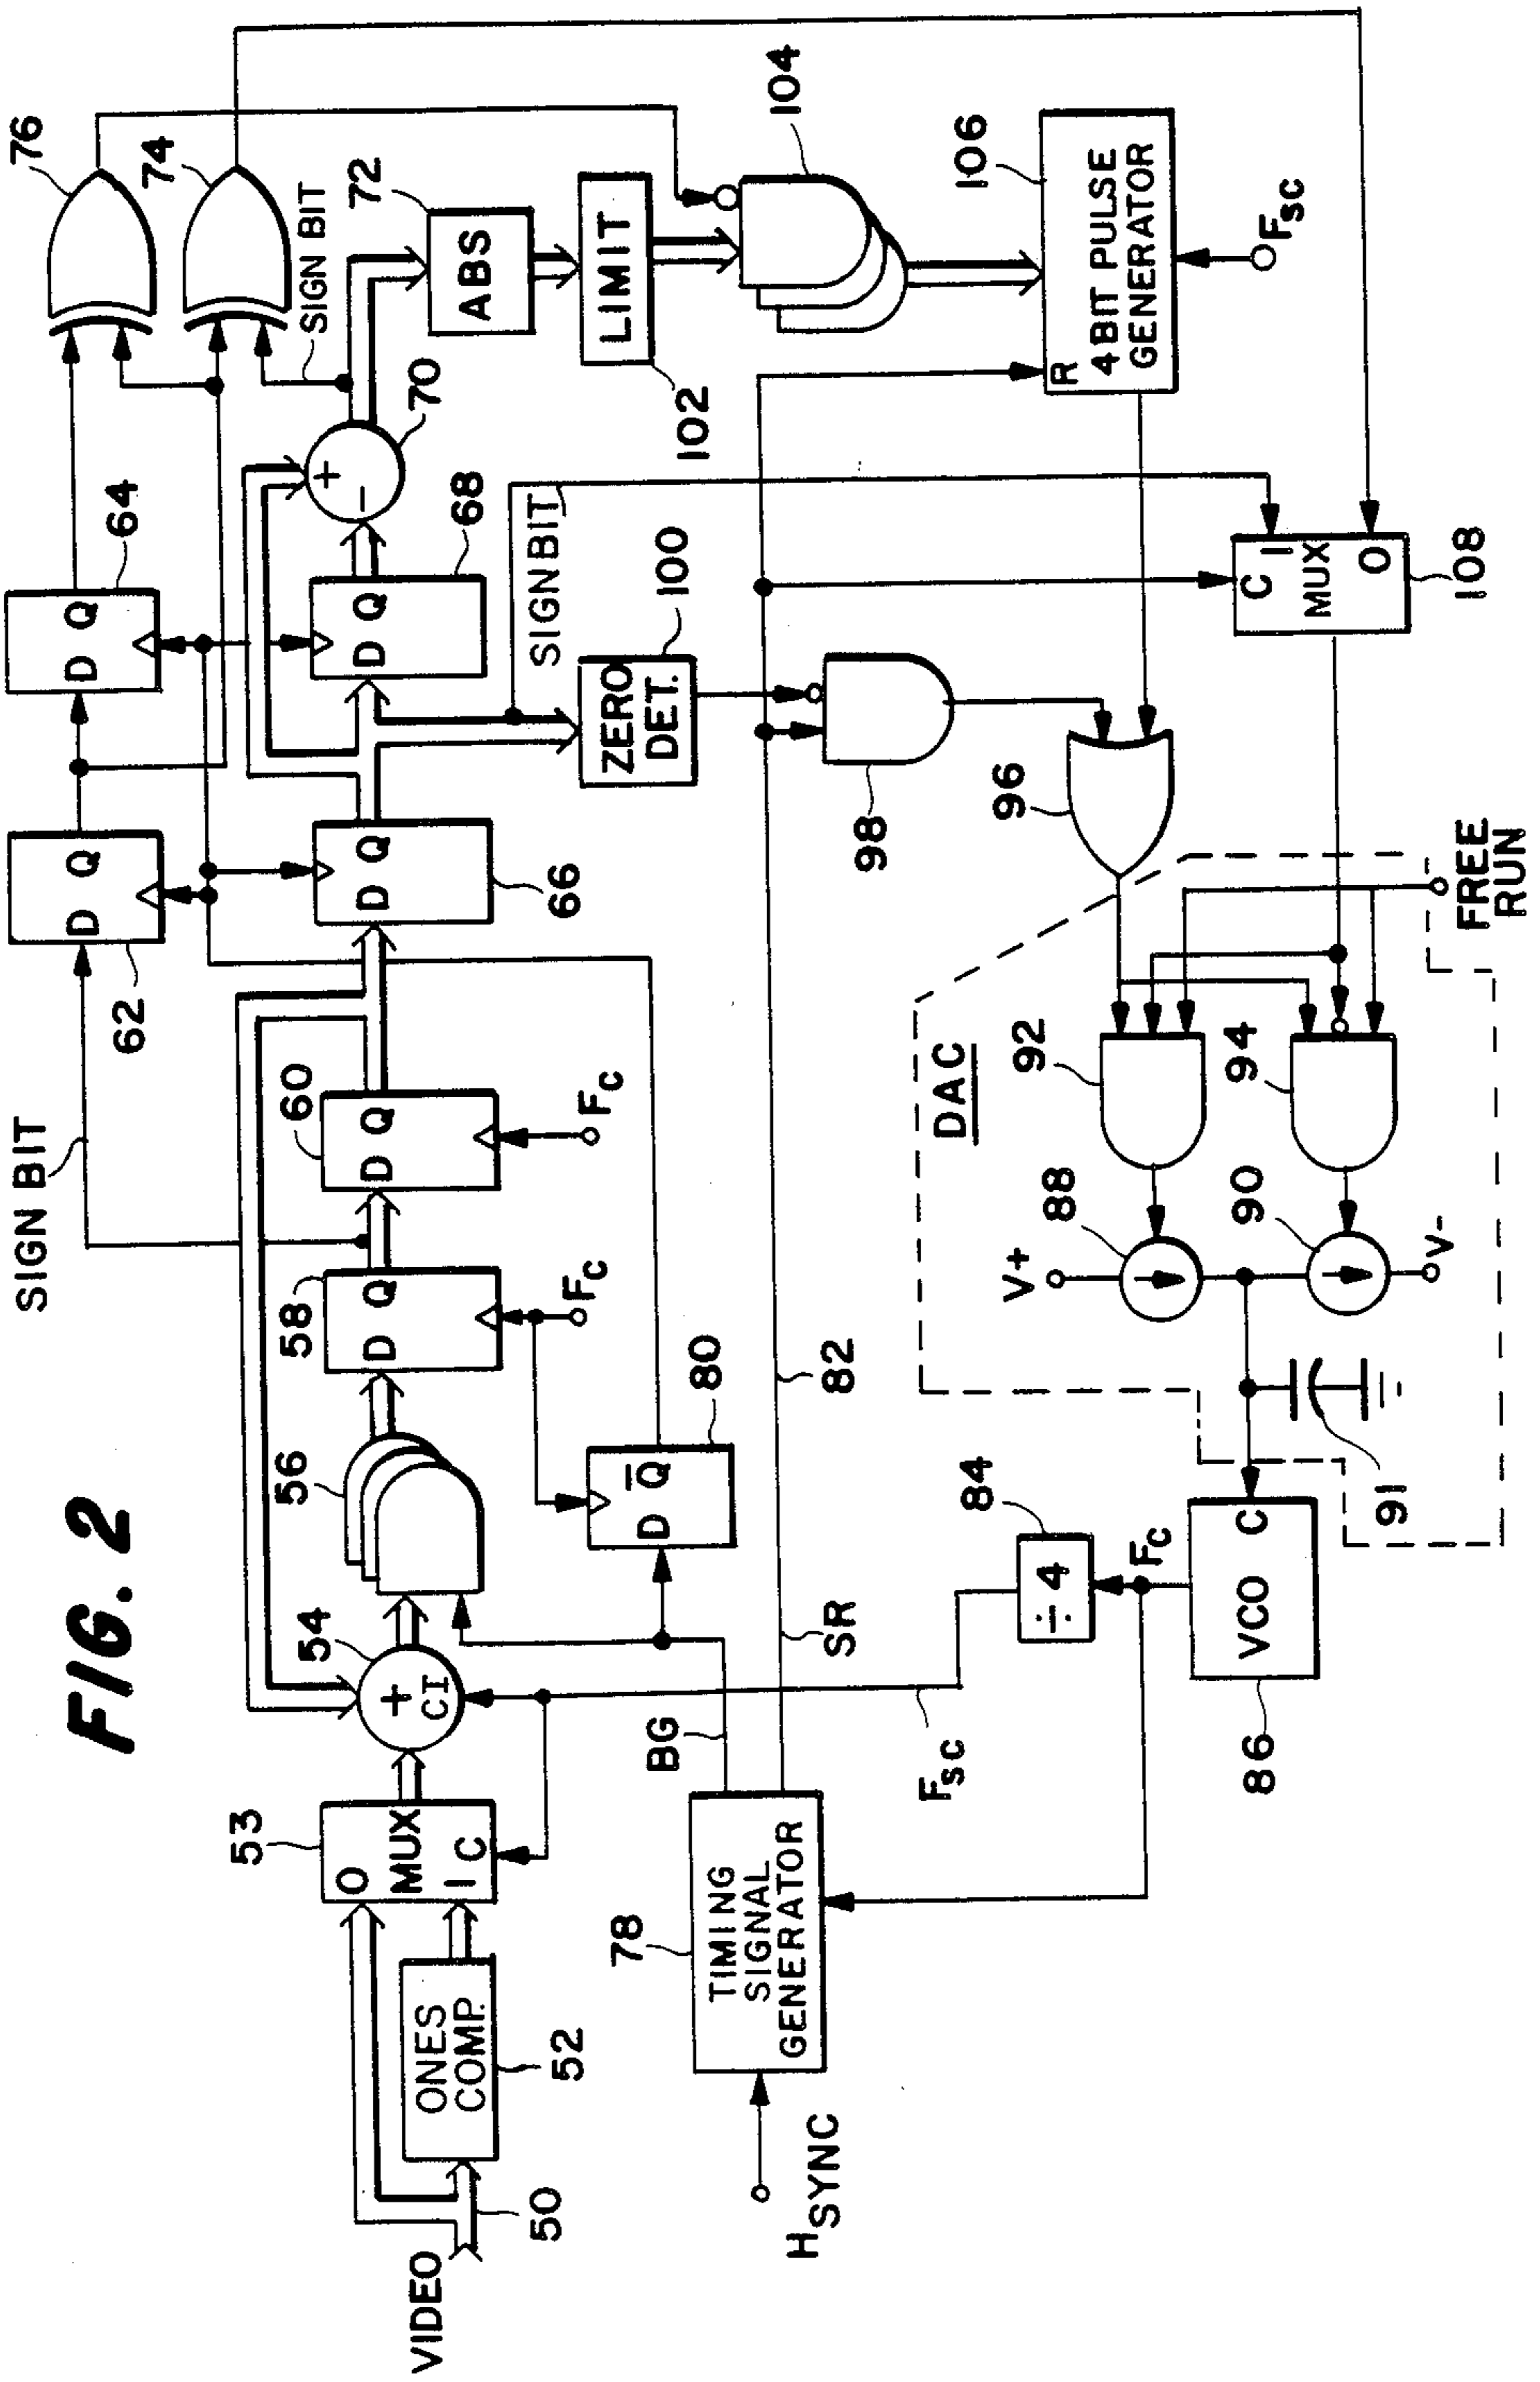 FIG. 2
SIGN BIT
62
D Q
64
D Q
76
74
SIGN BIT
VIDEO
50
ONES
COMP.
52
53
O
MUX
I C
54
+
CI
56
58
D Q
FC
60
D Q
FC
66
D Q
68
D Q
70
+
-
72
ABS
102
LIMIT
104
106
R
4 BIT PULSE
GENERATOR
FSC
SIGN BIT
100
ZERO
DET.
98
96
80
D Q̅
82
SR
BG
FSC
78
TIMING
SIGNAL
GENERATOR
HSYNC
84
÷4
FC
86
VCO C
91
DAC
88
V+
90
V-
92
94
FREE
RUN
108
C I
MUX
O